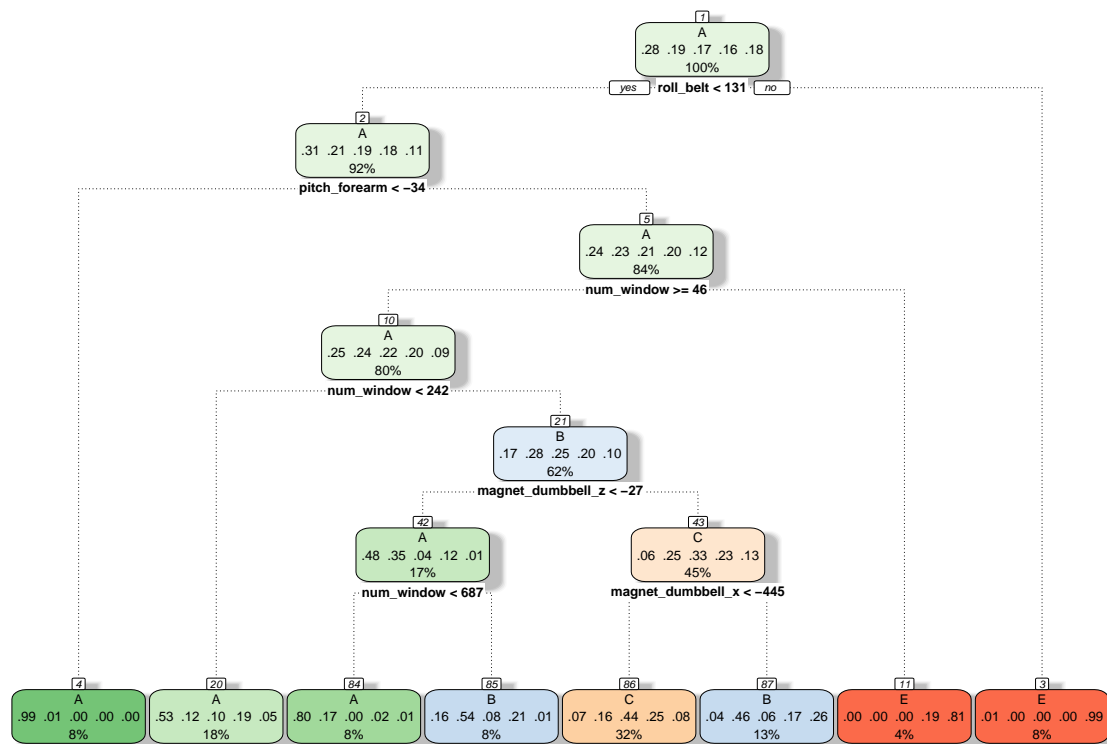 1
A
.28 .19 .17 .16 .18
100%
yes roll_belt < 131 no
2
A
.31 .21 .19 .18 .11
92%
pitch_forearm < −34
5
A
.24 .23 .21 .20 .12
84%
num_window >= 46
10
A
.25 .24 .22 .20 .09
80%
num_window < 242
21
B
.17 .28 .25 .20 .10
62%
magnet_dumbbell_z < −27
42
A
.48 .35 .04 .12 .01
17%
num_window < 687
43
C
.06 .25 .33 .23 .13
45%
magnet_dumbbell_x < −445
4
A
.99 .01 .00 .00 .00
8%
20
A
.53 .12 .10 .19 .05
18%
84
A
.80 .17 .00 .02 .01
8%
85
B
.16 .54 .08 .21 .01
8%
86
C
.07 .16 .44 .25 .08
32%
87
B
.04 .46 .06 .17 .26
13%
11
E
.00 .00 .00 .19 .81
4%
3
E
.01 .00 .00 .00 .99
8%